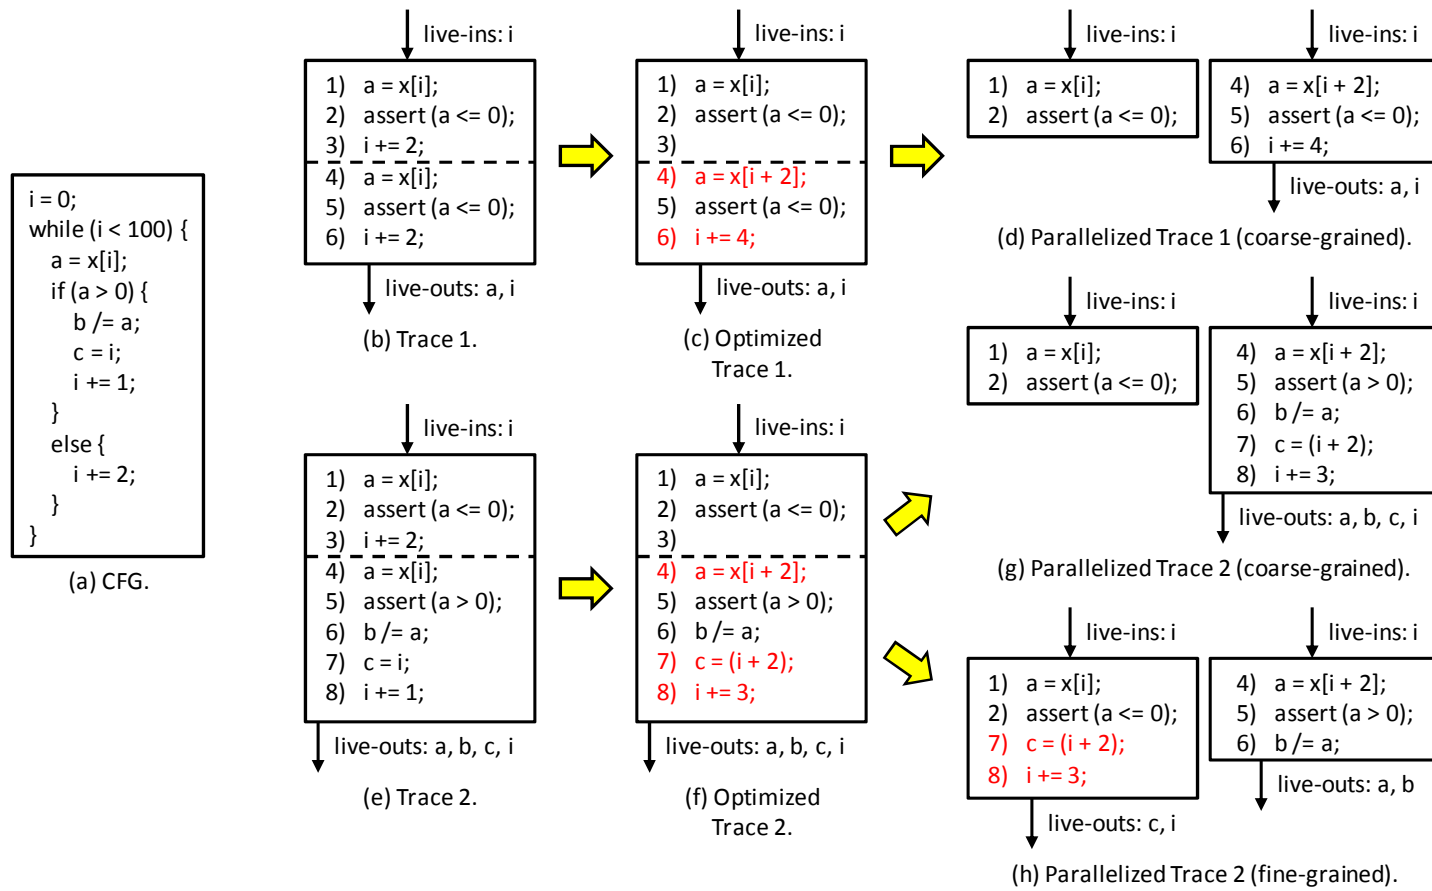 i = 0;
while (i < 100) {
a = x[i];
if (a > 0) {
b /= a;
c = i;
i += 1;
}
else {
i += 2;
}
}
(a) CFG.
live-ins: i
1) a = x[i];
2) assert (a <= 0);
3) i += 2;
4) a = x[i];
5) assert (a <= 0);
6) i += 2;
live-outs: a, i
(b) Trace 1.
live-ins: i
1) a = x[i];
2) assert (a <= 0);
3)
4) a = x[i + 2];
5) assert (a <= 0);
6) i += 4;
live-outs: a, i
(c) Optimized
Trace 1.
live-ins: i
1) a = x[i];
2) assert (a <= 0);
live-ins: i
4) a = x[i + 2];
5) assert (a <= 0);
6) i += 4;
live-outs: a, i
(d) Parallelized Trace 1 (coarse-grained).
live-ins: i
1) a = x[i];
2) assert (a <= 0);
3) i += 2;
4) a = x[i];
5) assert (a > 0);
6) b /= a;
7) c = i;
8) i += 1;
live-outs: a, b, c, i
(e) Trace 2.
live-ins: i
1) a = x[i];
2) assert (a <= 0);
3)
4) a = x[i + 2];
5) assert (a > 0);
6) b /= a;
7) c = (i + 2);
8) i += 3;
live-outs: a, b, c, i
(f) Optimized
Trace 2.
live-ins: i
1) a = x[i];
2) assert (a <= 0);
live-ins: i
4) a = x[i + 2];
5) assert (a > 0);
6) b /= a;
7) c = (i + 2);
8) i += 3;
live-outs: a, b, c, i
(g) Parallelized Trace 2 (coarse-grained).
live-ins: i
1) a = x[i];
2) assert (a <= 0);
7) c = (i + 2);
8) i += 3;
live-outs: c, i
live-ins: i
4) a = x[i + 2];
5) assert (a > 0);
6) b /= a;
live-outs: a, b
(h) Parallelized Trace 2 (fine-grained).